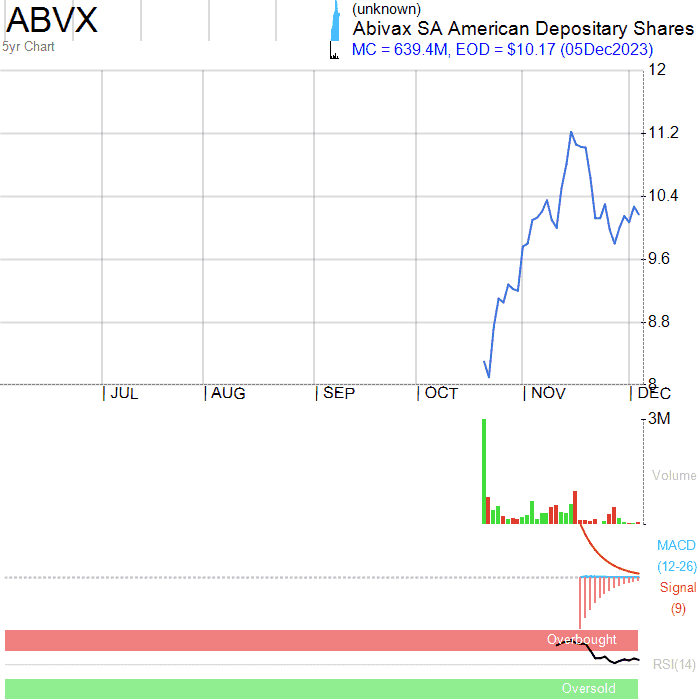 ABVX
(unknown)
Abivax SA American Depositary Shares
5yr Chart
MC = 639.4M, EOD = $10.17 (05Dec2023)
12
11.2
10.4
9.6
8.8
8
JUL AUG SEP OCT NOV DEC
3M
Volume
MACD
(12-26)
Signal
(9)
Overbought
RSI(14)
Oversold